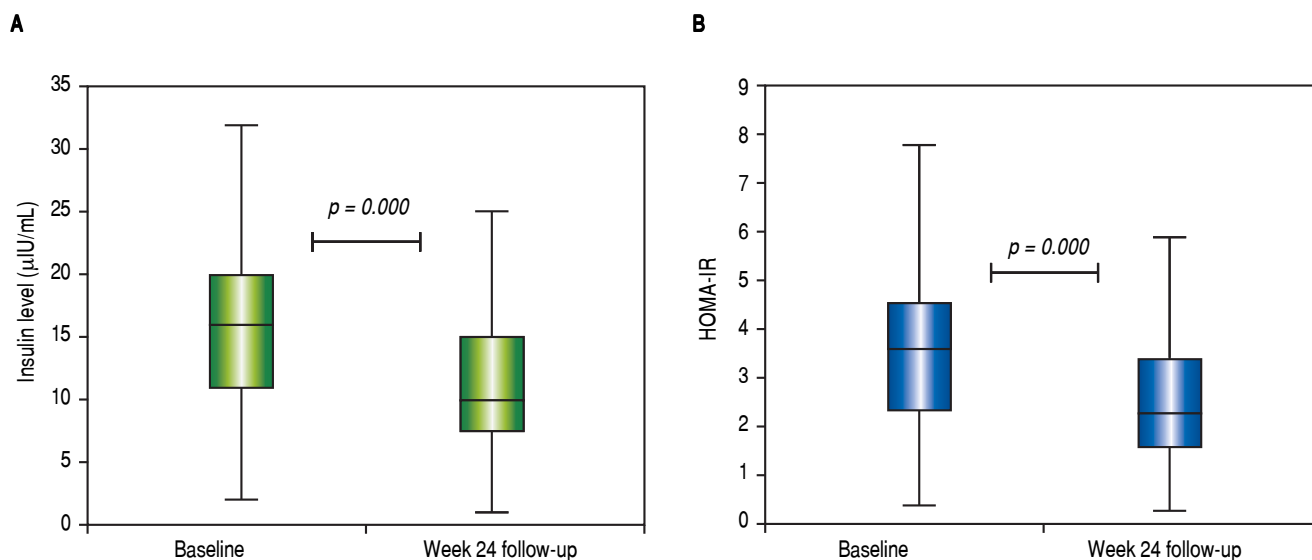 A
35
30
25
20
15
10
5
0
Insulin level (μIU/mL)
p = 0.000
Baseline
Week 24 follow-up
B
9
8
7
6
5
4
3
2
1
0
HOMA-IR
p = 0.000
Baseline
Week 24 follow-up